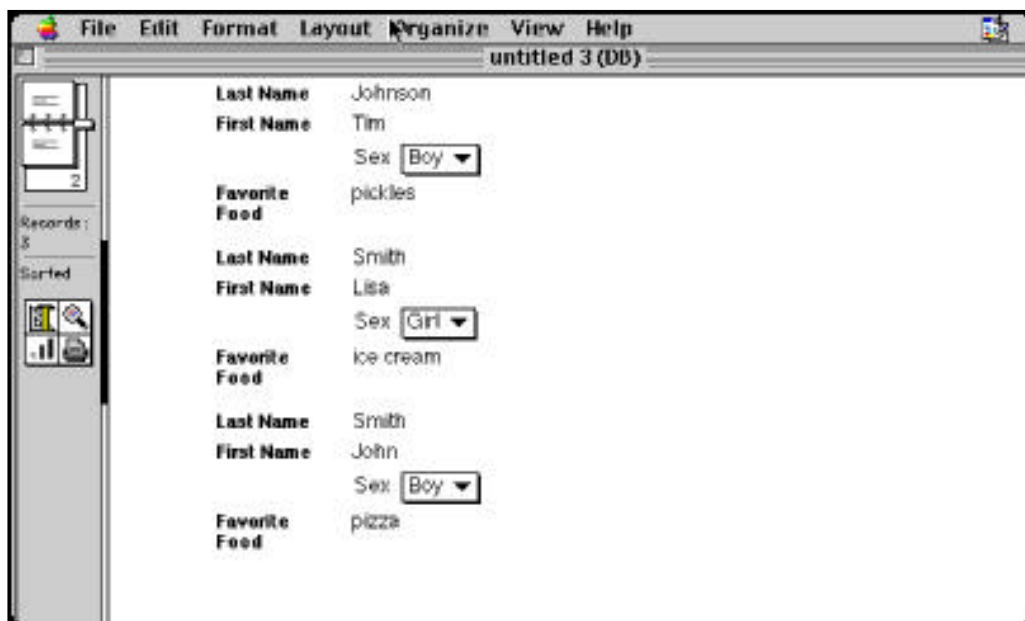 File Edit Format Layout Organize View Help
untitled 3 (DB)
2
Records:
3
Sorted
Last Name Johnson
First Name Tim
Sex Boy
Favorite pickles
Food
Last Name Smith
First Name Lisa
Sex Girl
Favorite ice cream
Food
Last Name Smith
First Name John
Sex Boy
Favorite pizza
Food